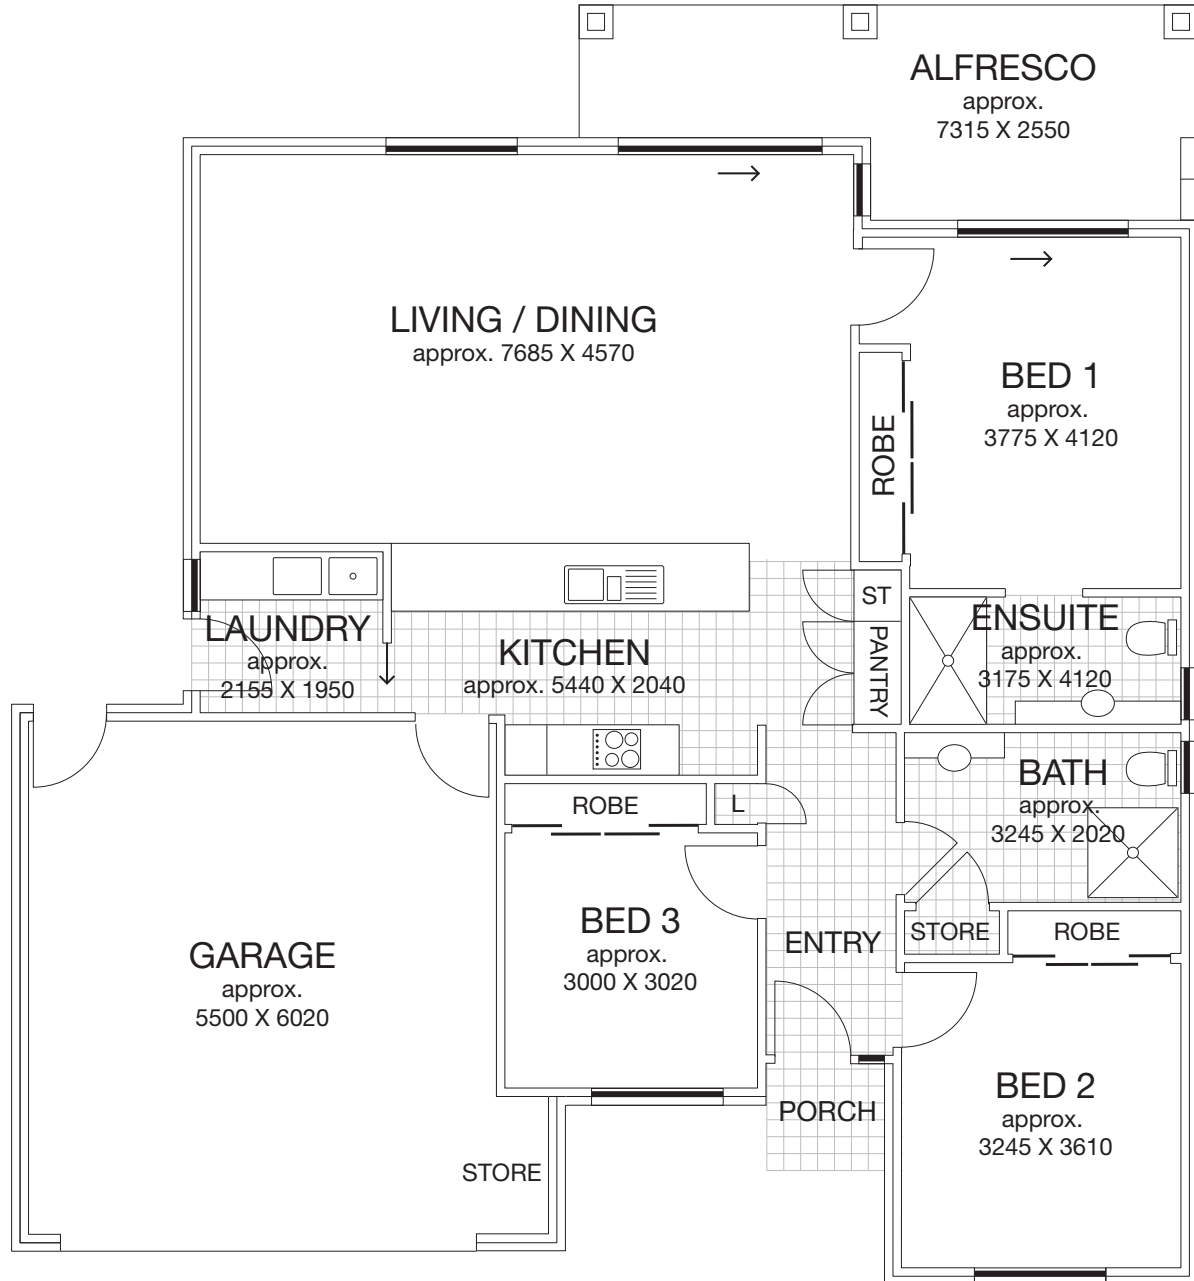 ALFRESCO
approx.
7315 X 2550
LIVING / DINING
approx. 7685 X 4570
BED 1
approx.
3775 X 4120
ROBE
ST
PANTRY
ENSUITE
approx.
3175 X 4120
LAUNDRY
approx.
2155 X 1950
KITCHEN
approx. 5440 X 2040
BATH
approx.
3245 X 2020
ROBE
L
BED 3
approx.
3000 X 3020
ENTRY
STORE
ROBE
GARAGE
approx.
5500 X 6020
BED 2
approx.
3245 X 3610
PORCH
STORE